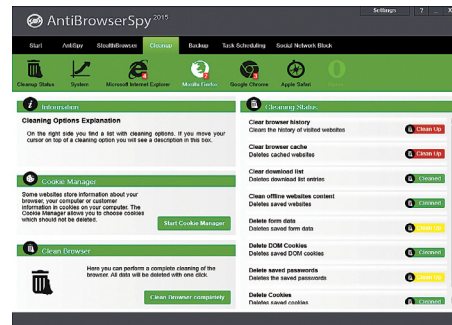 AntiBrowserSpy 2015
Settings ? _ X
Start AntiSpy StealthBrowser Cleanup Backup Task Scheduling Social Network Block
Cleanup Status System Microsoft Internet Explorer Mozilla Firefox Google Chrome Apple Safari
Information
Cleaning Options Explanation
On the right side you find a list with cleaning options. If you move your
cursor on top of a cleaning option you will see a description in this box.
Cookie Manager
Some websites store information about your
browser, your computer or customer
information in cookies on your computer. The
Cookie Manager allows you to choose cookies
which should not be deleted.
Start Cookie Manager
Clean Browser
Here you can perform a complete cleaning of the
browser. All data will be deleted with one click.
Clean Browser completely
Cleaning Status
Clear browser history
Clears the history of visited websites
Clean Up
Clear browser cache
Deletes cached websites
Clean Up
Clear download list
Deletes download list entries
Cleaned
Clean offline websites content
Deletes saved websites
Cleaned
Delete form data
Deletes saved form data
Clean Up
Delete DOM Cookies
Deletes saved DOM cookies
Cleaned
Delete saved passwords
Deletes the saved passwords
Clean Up
Delete Cookies
Deletes saved cookies
Cleaned